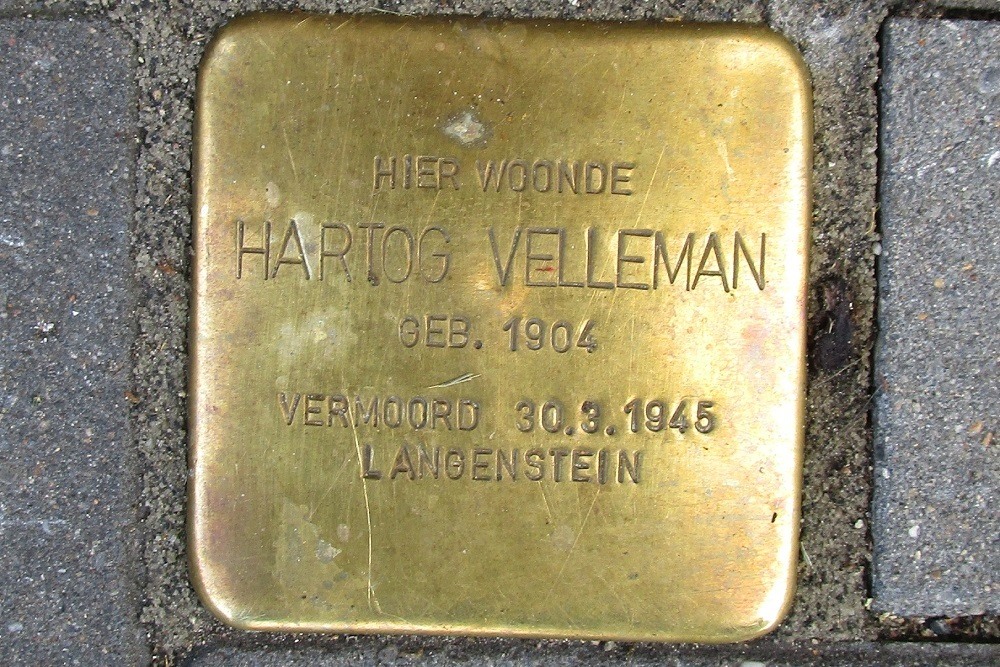 HIER WOONDE
HARTOG VELLEMAN
GEB. 1904
VERMOORD 30.3.1945
LANGENSTEIN